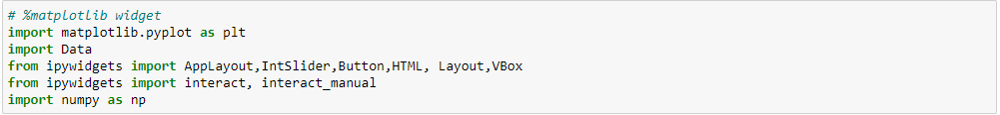 # %matplotlib widget
import matplotlib.pyplot as plt
import Data
from ipywidgets import AppLayout,IntSlider,Button,HTML, Layout,VBox
from ipywidgets import interact, interact_manual
import numpy as np